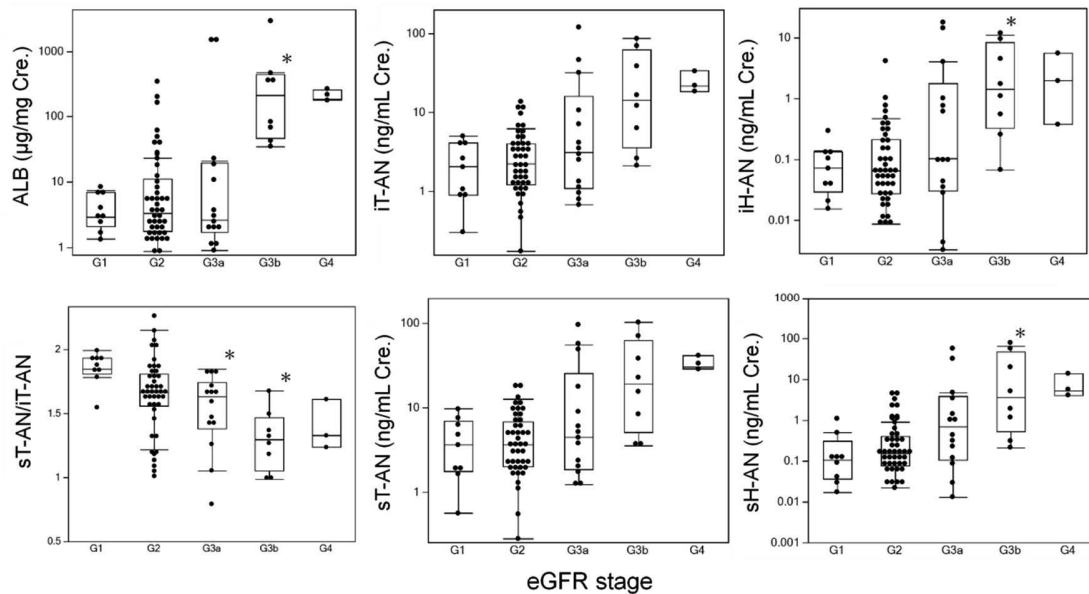 ALB (µg/mg Cre.)
1000
100
10
1
G1 G2 G3a G3b G4
*
iT-AN (ng/mL Cre.)
100
10
1
G1 G2 G3a G3b G4
iH-AN (ng/mL Cre.)
10
1
0.1
0.01
G1 G2 G3a G3b G4
*
sT-AN/iT-AN
2
1.5
1
0.5
G1 G2 G3a G3b G4
*
*
sT-AN (ng/mL Cre.)
100
10
1
G1 G2 G3a G3b G4
sH-AN (ng/mL Cre.)
1000
100
10
1
0.1
0.01
0.001
G1 G2 G3a G3b G4
*
eGFR stage